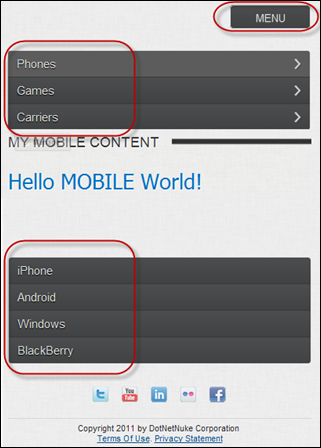 MENU
Phones
Games
Carriers
MY MOBILE CONTENT
Hello MOBILE World!
iPhone
Android
Windows
BlackBerry
You Tube in f
Copyright 2011 by DotNetNuke Corporation
Terms Of Use. Privacy Statement